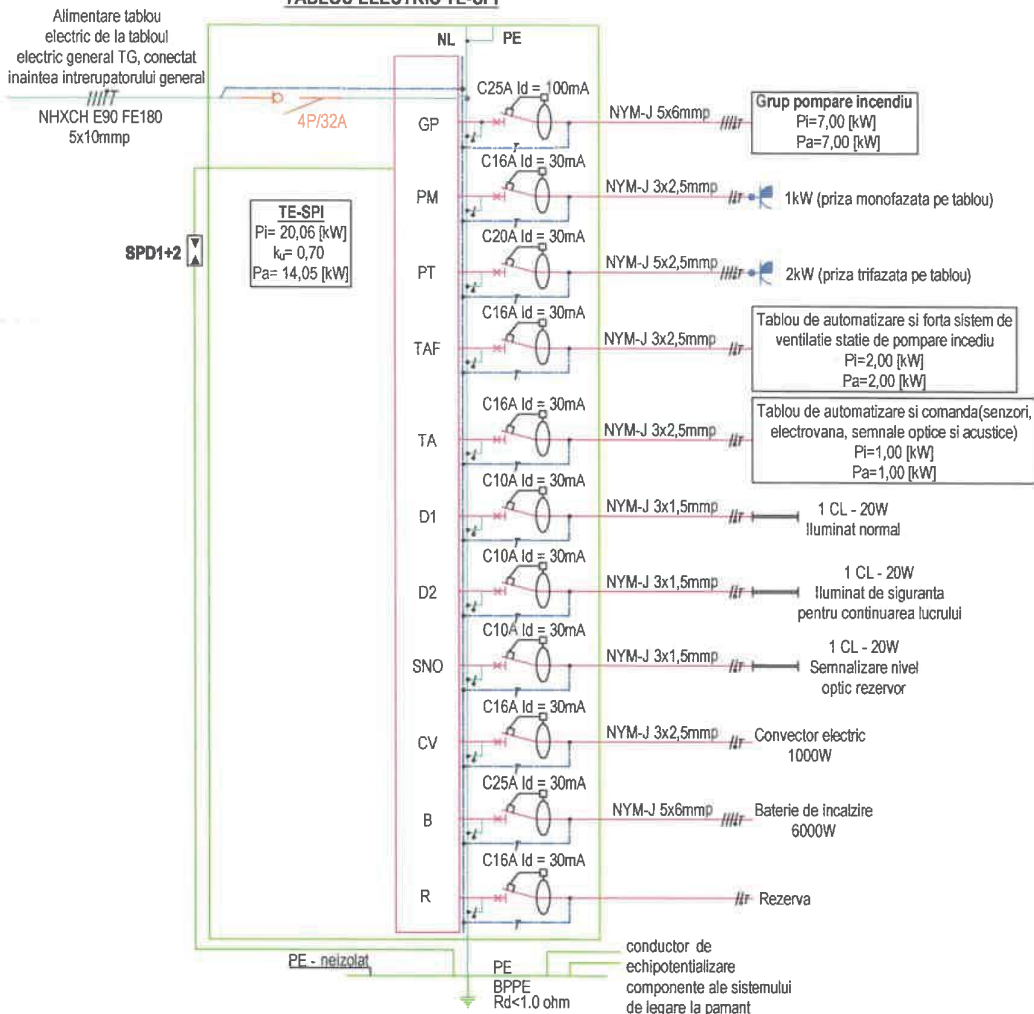 TABLOU ELECTRIC TE-SPI
Alimentare tablou
electric de la tabloul
electric general TG, conectat
inaintea intrerupatorului general
NHXCH E90 FE180
5x10mmp
4P/32A
NL
PE
SPD1+2
TE-SPI
Pi= 20,06 [kW]
ku= 0,70
Pa= 14,05 [kW]
GP
C25A Id = 100mA
NYM-J 5x6mmp
Grup pompare incendiu
Pi=7,00 [kW]
Pa=7,00 [kW]
PM
C16A Id = 30mA
NYM-J 3x2,5mmp
1kW (priza monofazata pe tablou)
PT
C20A Id = 30mA
NYM-J 5x2,5mmp
2kW (priza trifazata pe tablou)
TAF
C16A Id = 30mA
NYM-J 3x2,5mmp
Tablou de automatizare si forta sistem de
ventilatie statie de pompare incediu
Pi=2,00 [kW]
Pa=2,00 [kW]
TA
C16A Id = 30mA
NYM-J 3x2,5mmp
Tablou de automatizare si comanda(senzori,
electrovana, semnale optice si acustice)
Pi=1,00 [kW]
Pa=1,00 [kW]
D1
C10A Id = 30mA
NYM-J 3x1,5mmp
1 CL - 20W
Iluminat normal
D2
C10A Id = 30mA
NYM-J 3x1,5mmp
1 CL - 20W
Iluminat de siguranta
pentru continuarea lucrului
SNO
C10A Id = 30mA
NYM-J 3x1,5mmp
1 CL - 20W
Semnalizare nivel
optic rezervor
CV
C16A Id = 30mA
NYM-J 3x2,5mmp
Convector electric
1000W
B
C25A Id = 30mA
NYM-J 5x6mmp
Baterie de incalzire
6000W
R
C16A Id = 30mA
Rezerva
PE - neizolat
PE
BPPE
Rd<1.0 ohm
conductor de
echipotentializare
componente ale sistemului
de legare la pamant